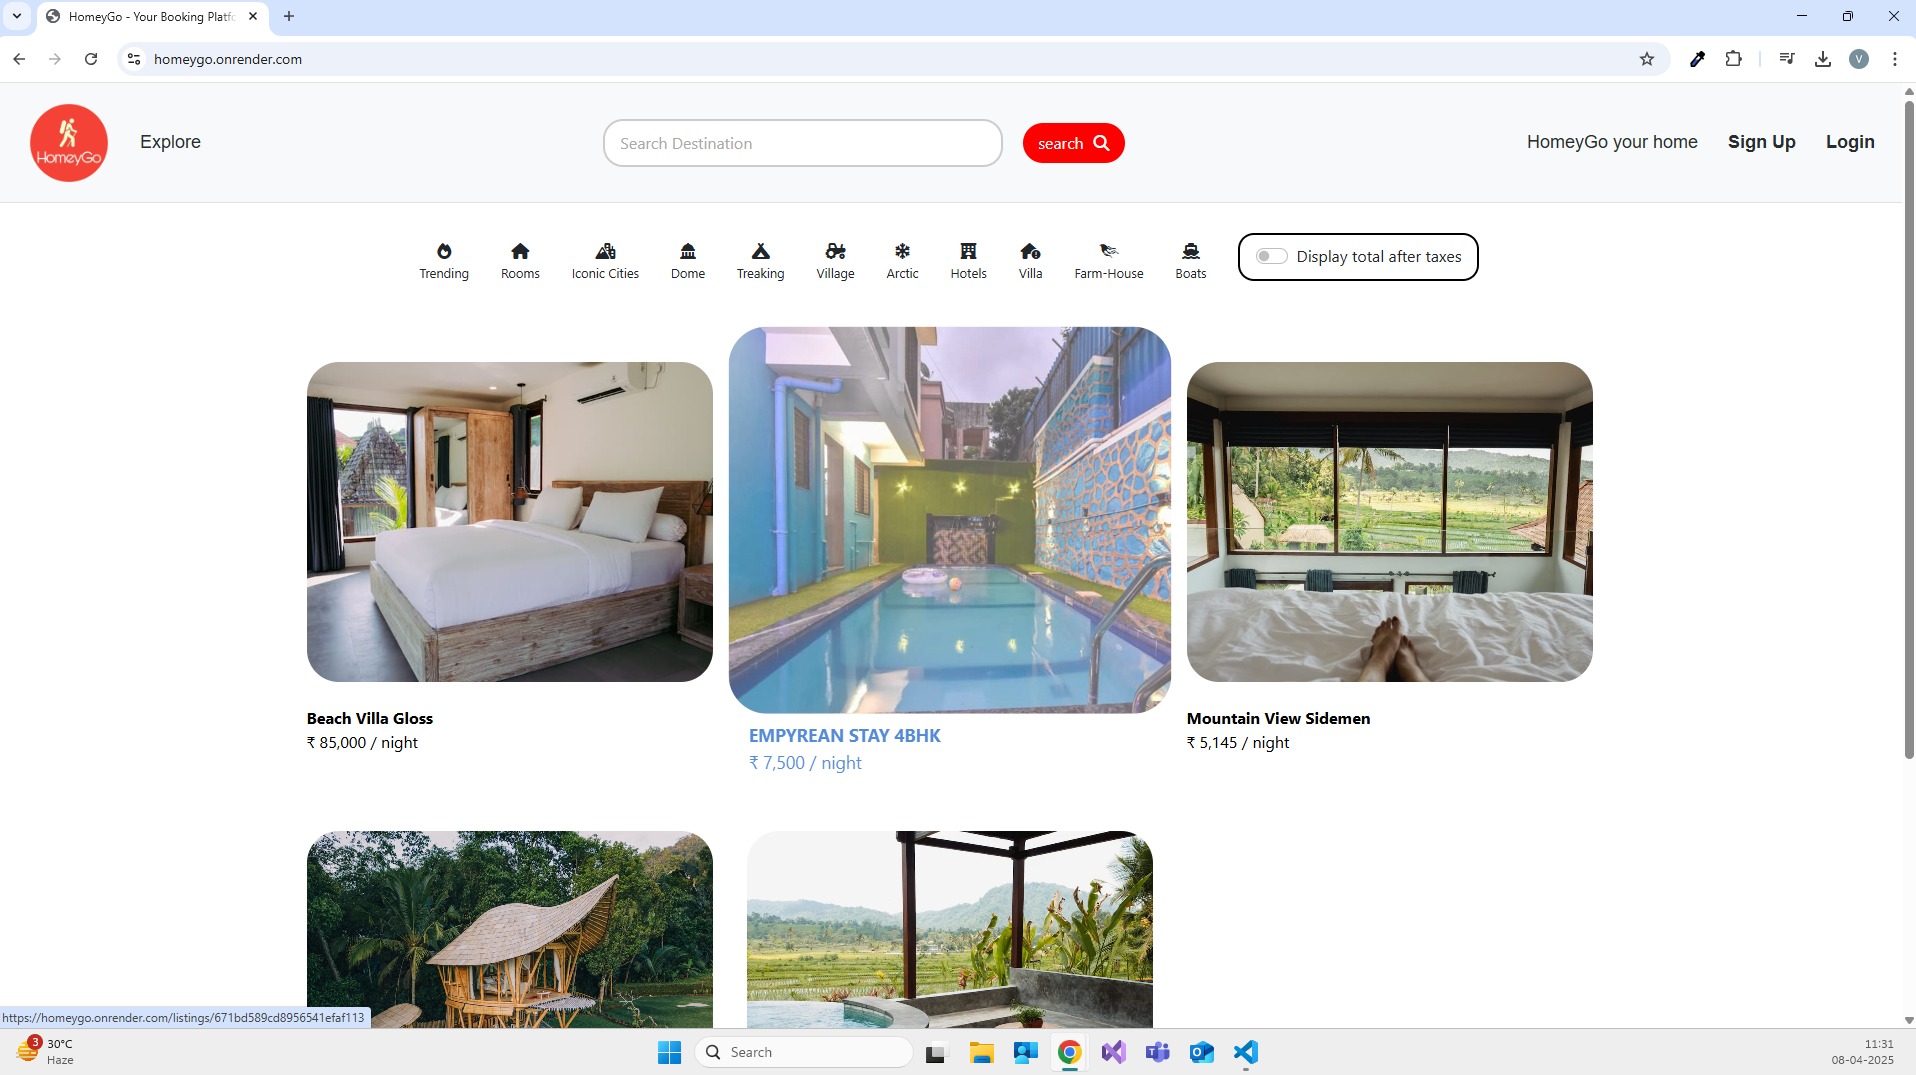 HomeyGo - Your Booking Platfo
homeygo.onrender.com
V
HomeyGo
Explore
Search Destination
search
HomeyGo your home
Sign Up
Login
Trending
Rooms
Iconic Cities
Dome
Treaking
Village
Arctic
Hotels
Villa
Farm-House
Boats
Display total after taxes
Beach Villa Gloss
₹ 85,000 / night
EMPYREAN STAY 4BHK
₹ 7,500 / night
Mountain View Sidemen
₹ 5,145 / night
https://homeygo.onrender.com/listings/671bd589cd8956541efaf113
3
30°C
Haze
Search
11:31
08-04-2025